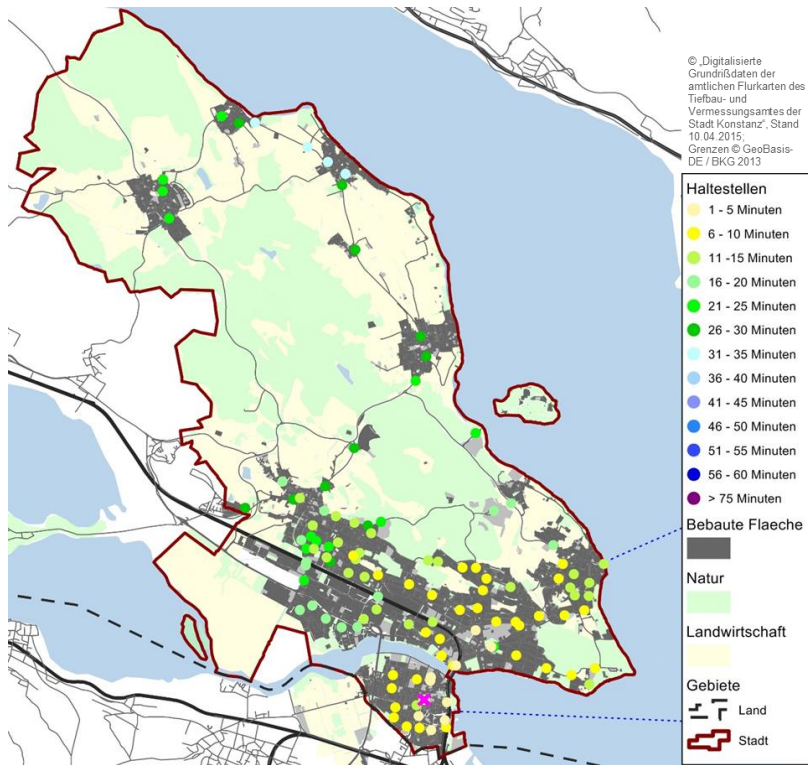 © „Digitalisierte
Grundrißdaten der
amtlichen Flurkarten des
Tiefbau- und
Vermessungsamtes der
Stadt Konstanz“, Stand
10.04.2015;
Grenzen © GeoBasis-
DE / BKG 2013
Haltestellen
1 - 5 Minuten
6 - 10 Minuten
11 -15 Minuten
16 - 20 Minuten
21 - 25 Minuten
26 - 30 Minuten
31 - 35 Minuten
36 - 40 Minuten
41 - 45 Minuten
46 - 50 Minuten
51 - 55 Minuten
56 - 60 Minuten
> 75 Minuten
Bebaute Flaeche
Natur
Landwirtschaft
Gebiete
Land
Stadt